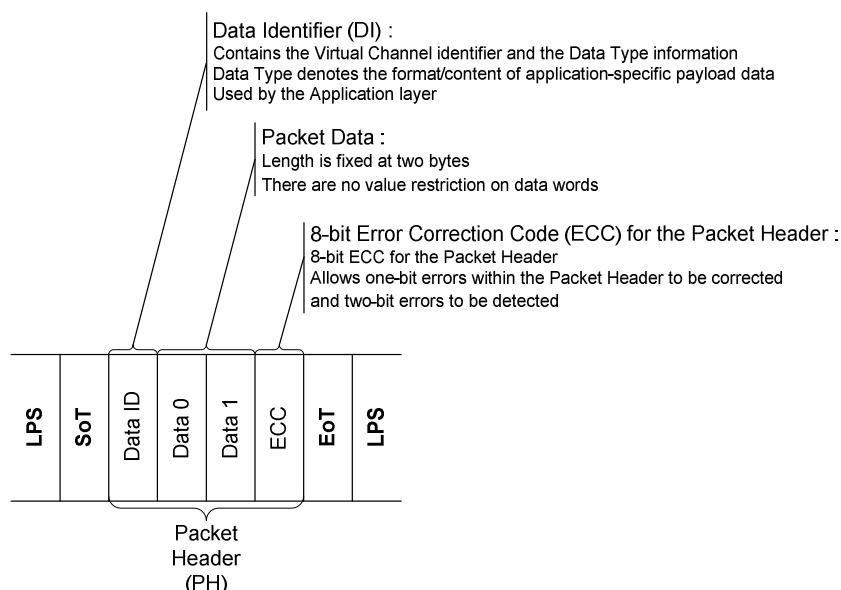 Data Identifier (DI) :
Contains the Virtual Channel identifier and the Data Type information
Data Type denotes the format/content of application-specific payload data
Used by the Application layer
Packet Data :
Length is fixed at two bytes
There are no value restriction on data words
8-bit Error Correction Code (ECC) for the Packet Header :
8-bit ECC for the Packet Header
Allows one-bit errors within the Packet Header to be corrected
and two-bit errors to be detected
LPS
SoT
Data ID
Data 0
Data 1
ECC
EoT
LPS
Packet
Header
(PH)